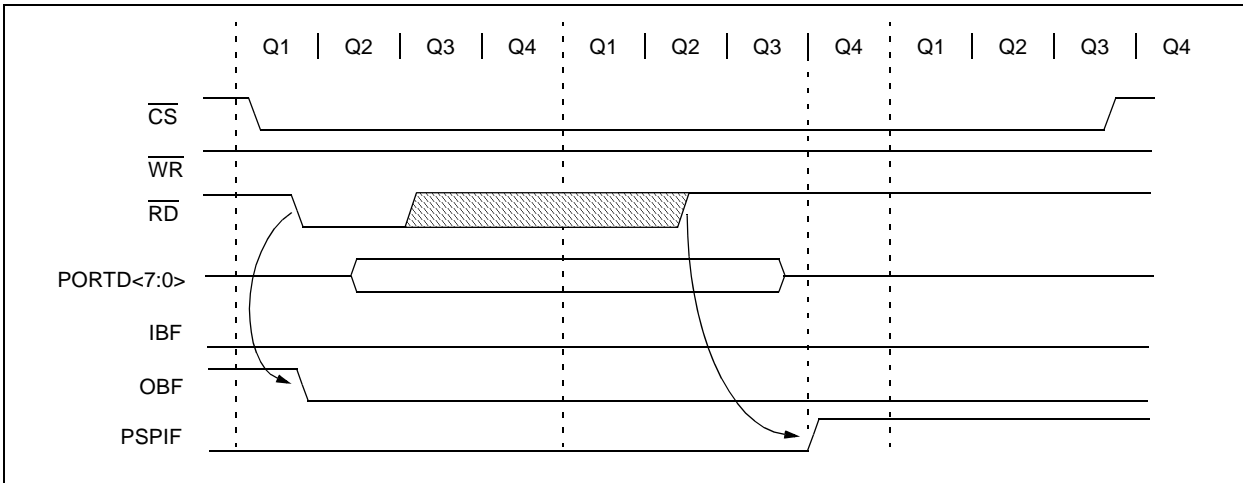 Q1 | Q2 | Q3 | Q4 Q1 | Q2 | Q3 Q4 Q1 | Q2 | Q3 | Q4
CS
WR
RD
PORTD<7:0>
IBF
OBF
PSPIF